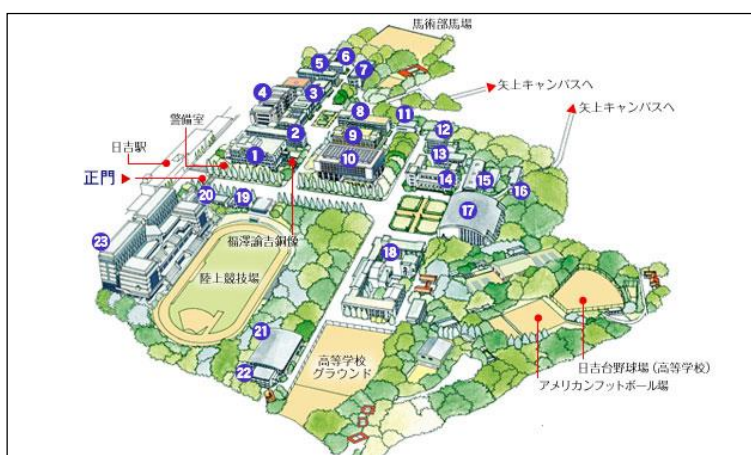 馬術部馬場
6
5
7
矢上キャンパスへ
4
3
矢上キャンパスへ
8
11
警備室
12
2
9
日吉駅
13
1
10
正門
14
15
16
20
19
17
23
福澤諭吉銅像
18
陸上競技場
21
高等学校
グラウンド
22
日吉台野球場(高等学校)
アメリカンフットボール場